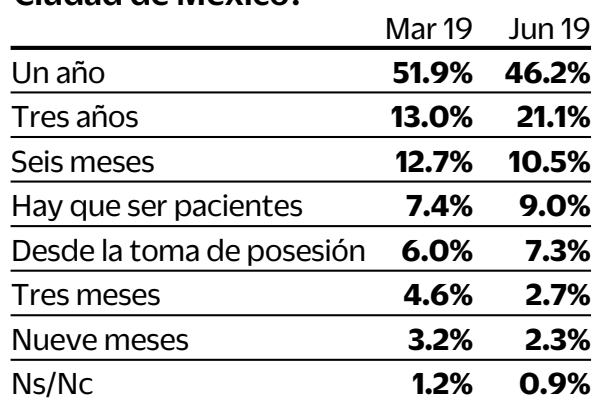 Ciudad de México?
Mar 19 Jun 19
Un año 51.9% 46.2%
Tres años 13.0% 21.1%
Seis meses 12.7% 10.5%
Hay que ser pacientes 7.4% 9.0%
Desde la toma de posesión 6.0% 7.3%
Tres meses 4.6% 2.7%
Nueve meses 3.2% 2.3%
Ns/Nc 1.2% 0.9%